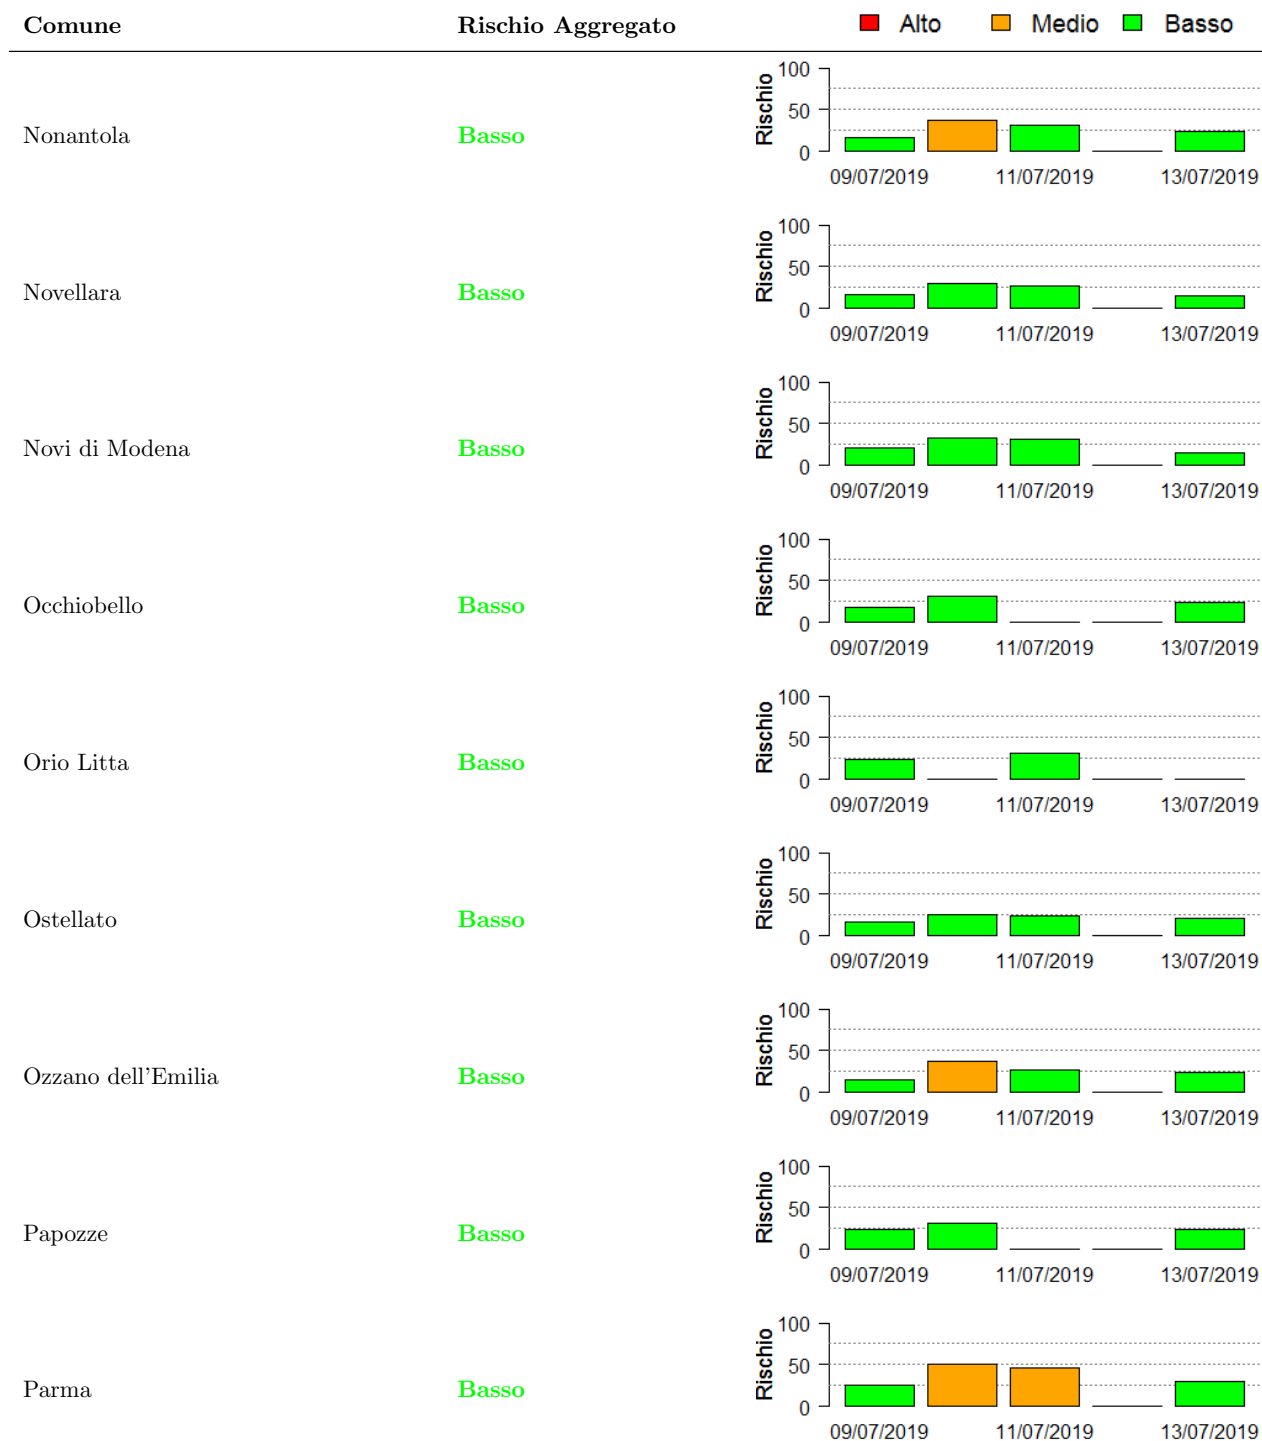 Comune Rischio Aggregato Alto Medio Basso
Nonantola Basso Rischio 100 50 0
09/07/2019 11/07/2019 13/07/2019
Novellara Basso Rischio 100 50 0
09/07/2019 11/07/2019 13/07/2019
Novi di Modena Basso Rischio 100 50 0
09/07/2019 11/07/2019 13/07/2019
Occhiobello Basso Rischio 100 50 0
09/07/2019 11/07/2019 13/07/2019
Orio Litta Basso Rischio 100 50 0
09/07/2019 11/07/2019 13/07/2019
Ostellato Basso Rischio 100 50 0
09/07/2019 11/07/2019 13/07/2019
Ozzano dell'Emilia Basso Rischio 100 50 0
09/07/2019 11/07/2019 13/07/2019
Papozze Basso Rischio 100 50 0
09/07/2019 11/07/2019 13/07/2019
Parma Basso Rischio 100 50 0
09/07/2019 11/07/2019 13/07/2019